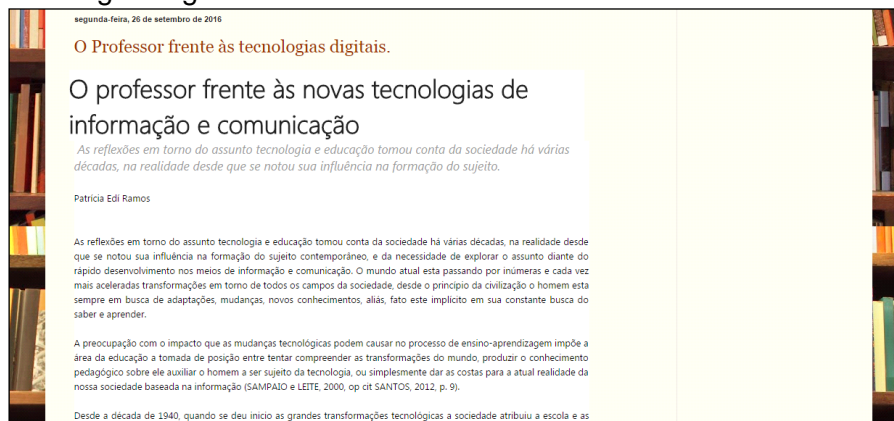 segunda-feira, 26 de setembro de 2016
O Professor frente às tecnologias digitais.
O professor frente às novas tecnologias de
informação e comunicação
As reflexões em torno do assunto tecnologia e educação tomou conta da sociedade há várias
décadas, na realidade desde que se notou sua influência na formação do sujeito.
Patricia Edí Ramos
As reflexões em torno do assunto tecnologia e educação tomou conta da sociedade há várias décadas, na realidade desde
que se notou sua influência na formação do sujeito contemporâneo, e da necessidade de explorar o assunto diante do
rápido desenvolvimento nos meios de informação e comunicação. O mundo atual esta passando por inúmeras e cada vez
mais aceleradas transformações em torno de todos os campos da sociedade, desde o princípio da civilização o homem esta
sempre em busca de adaptações, mudanças, novos conhecimentos, aliás, fato este implícito em sua constante busca do
saber e aprender.
A preocupação com o impacto que as mudanças tecnológicas podem causar no processo de ensino-aprendizagem impõe a
área da educação a tomada de posição entre tentar compreender as transformações do mundo, produzir o conhecimento
pedagógico sobre ele auxiliar o homem a ser sujeito da tecnologia, ou simplesmente dar as costas para a atual realidade da
nossa sociedade baseada na informação (SAMPAIO e LEITE, 2000, op cit SANTOS, 2012, p. 9).
Desde a década de 1940, quando se deu inicio as grandes transformações tecnológicas a sociedade atribuiu a escola e as